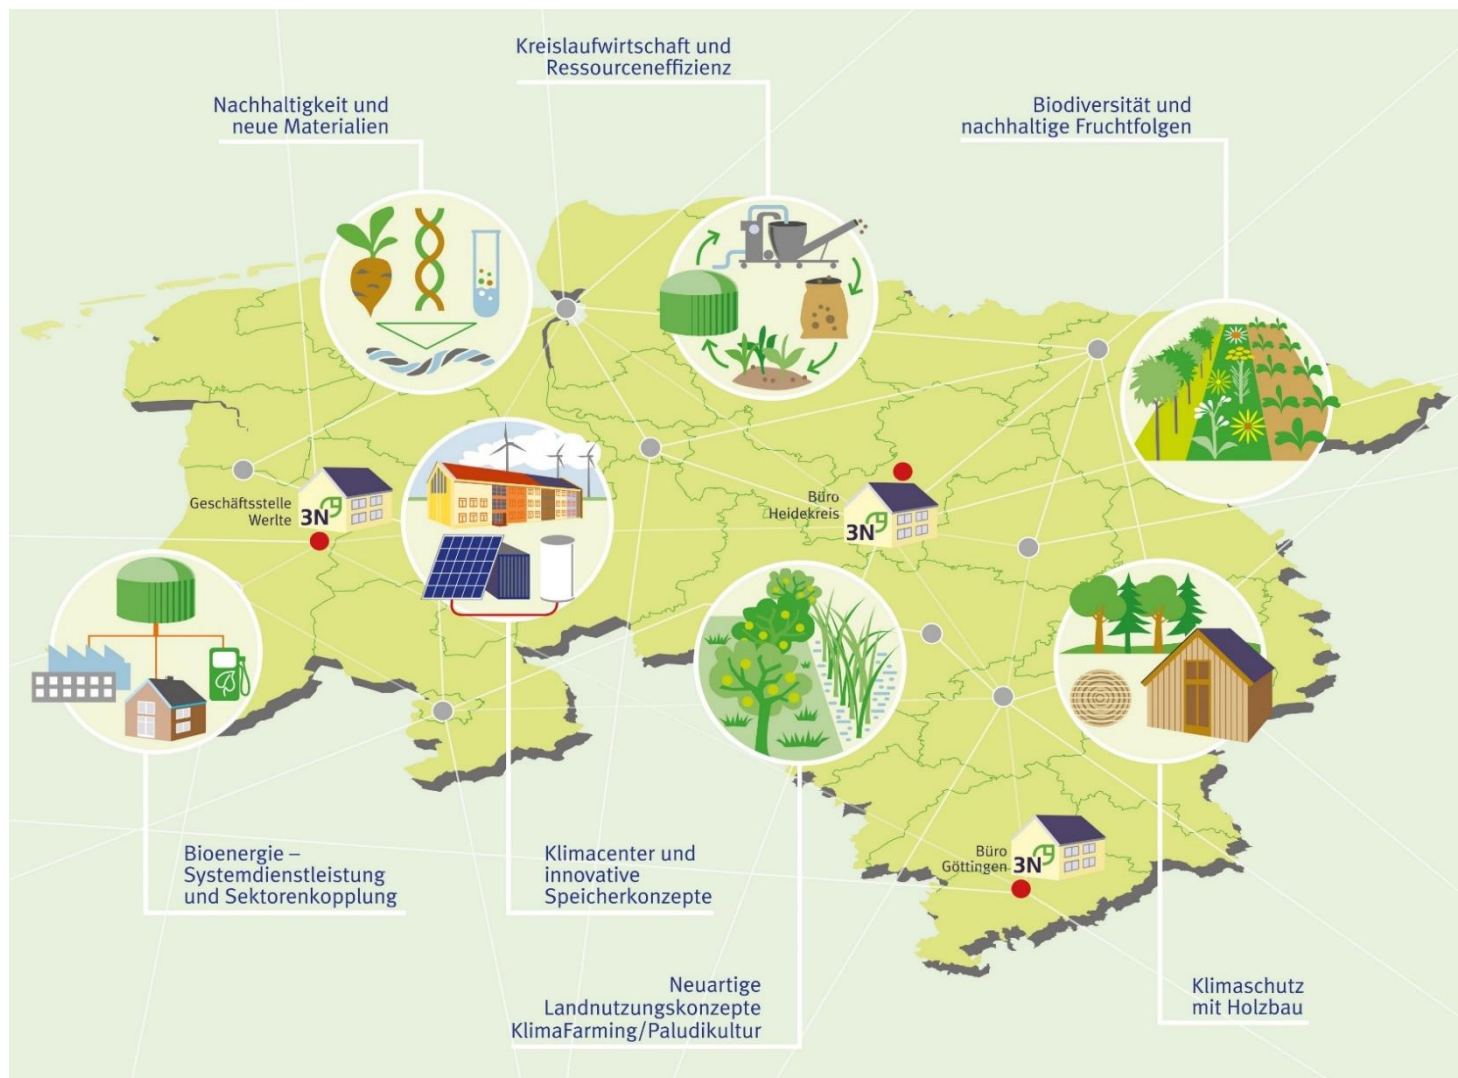 Kreislaufwirtschaft und
Ressourceneffizienz
Nachhaltigkeit und
neue Materialien
Biodiversität und
nachhaltige Fruchtfolgen
Geschäftsstelle
Werlte
3N
Büro
Heidekreis
3N
Büro
Göttingen
3N
Bioenergie –
Systemdienstleistung
und Sektorenkopplung
Klimacenter und
innovative
Speicherkonzepte
Neuartige
Landnutzungskonzepte
KlimaFarming/Paludikultur
Klimaschutz
mit Holzbau